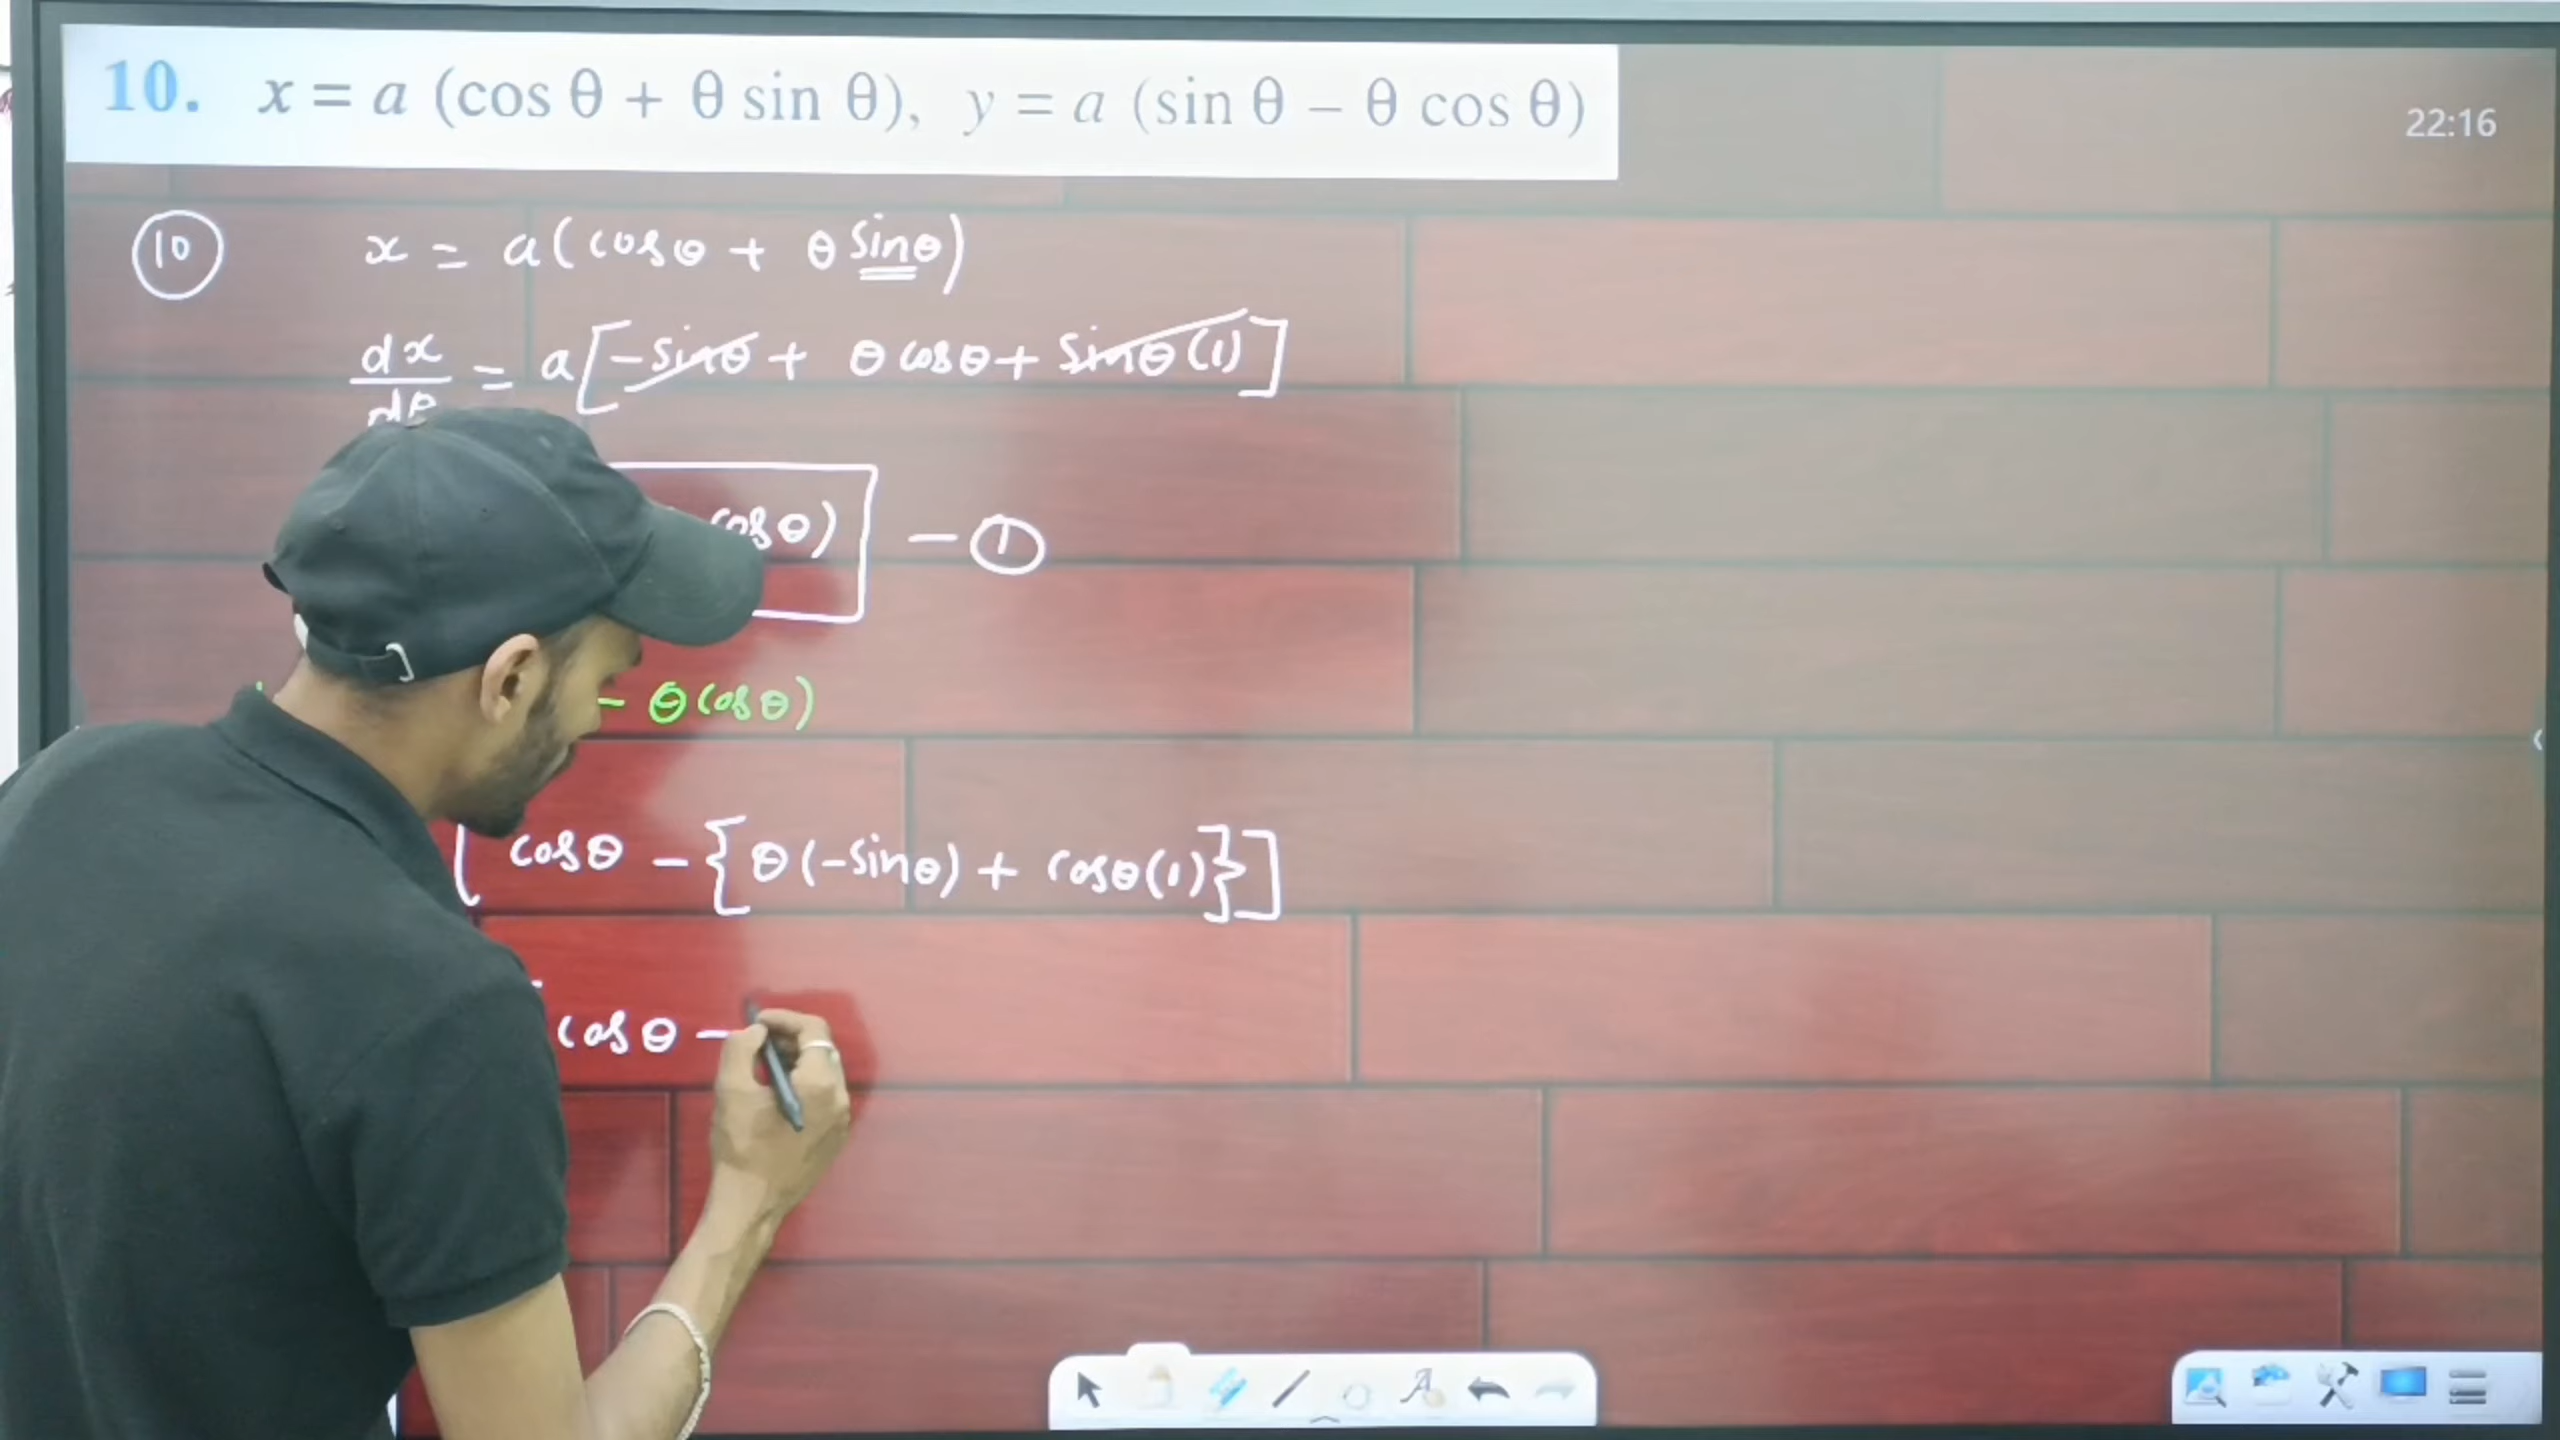 10. x = a (cos θ + θ sin θ), y = a (sin θ – θ cos θ)
22:16
10 x = a(cosθ + θ sinθ)
dx/dθ = a[-sinθ + θ cosθ + sinθ(1)]
cosθ) - 1
- θ cosθ)
[cosθ - {θ(-sinθ) + cosθ(1)}]
cosθ -